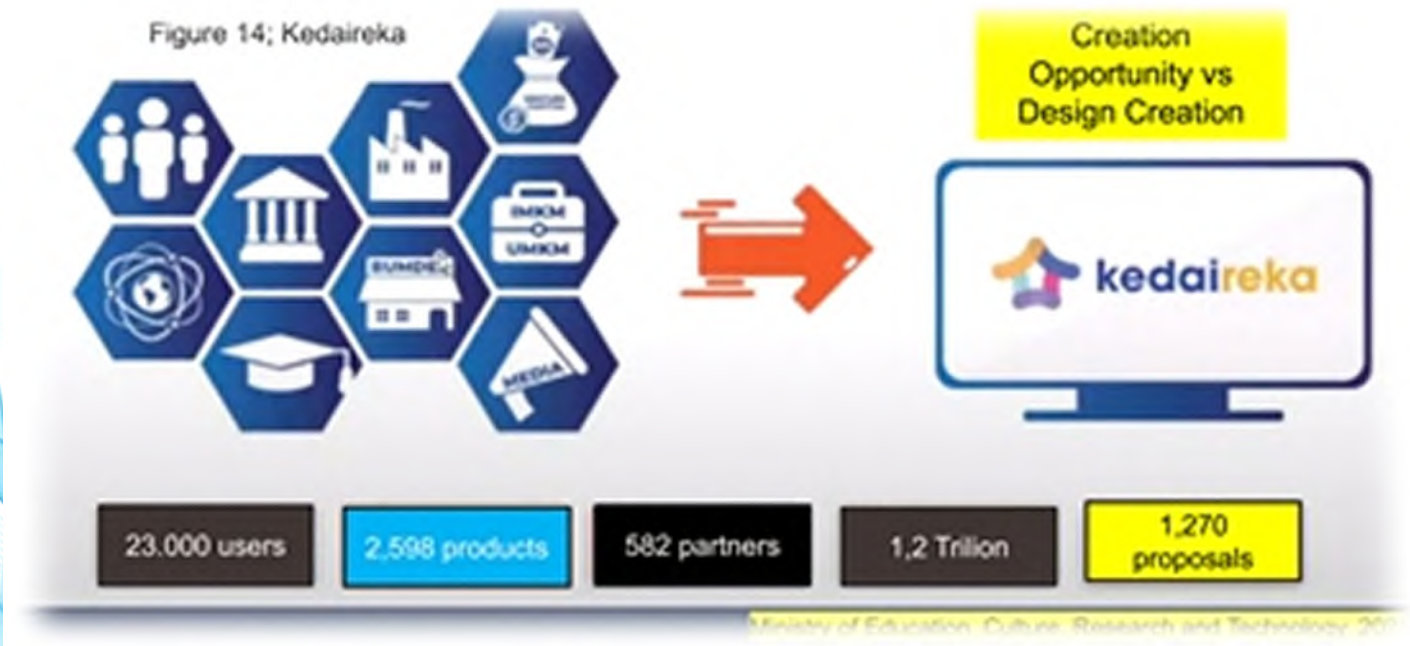 Figure 14; Kedaireka
Creation
Opportunity vs
Design Creation
IMKM
UMKM
BUMDES
MEDIA
kedaireka
23.000 users
2,598 products
582 partners
1,2 Trilion
1,270
proposals
Ministry of Education, Culture, Research and Technology,